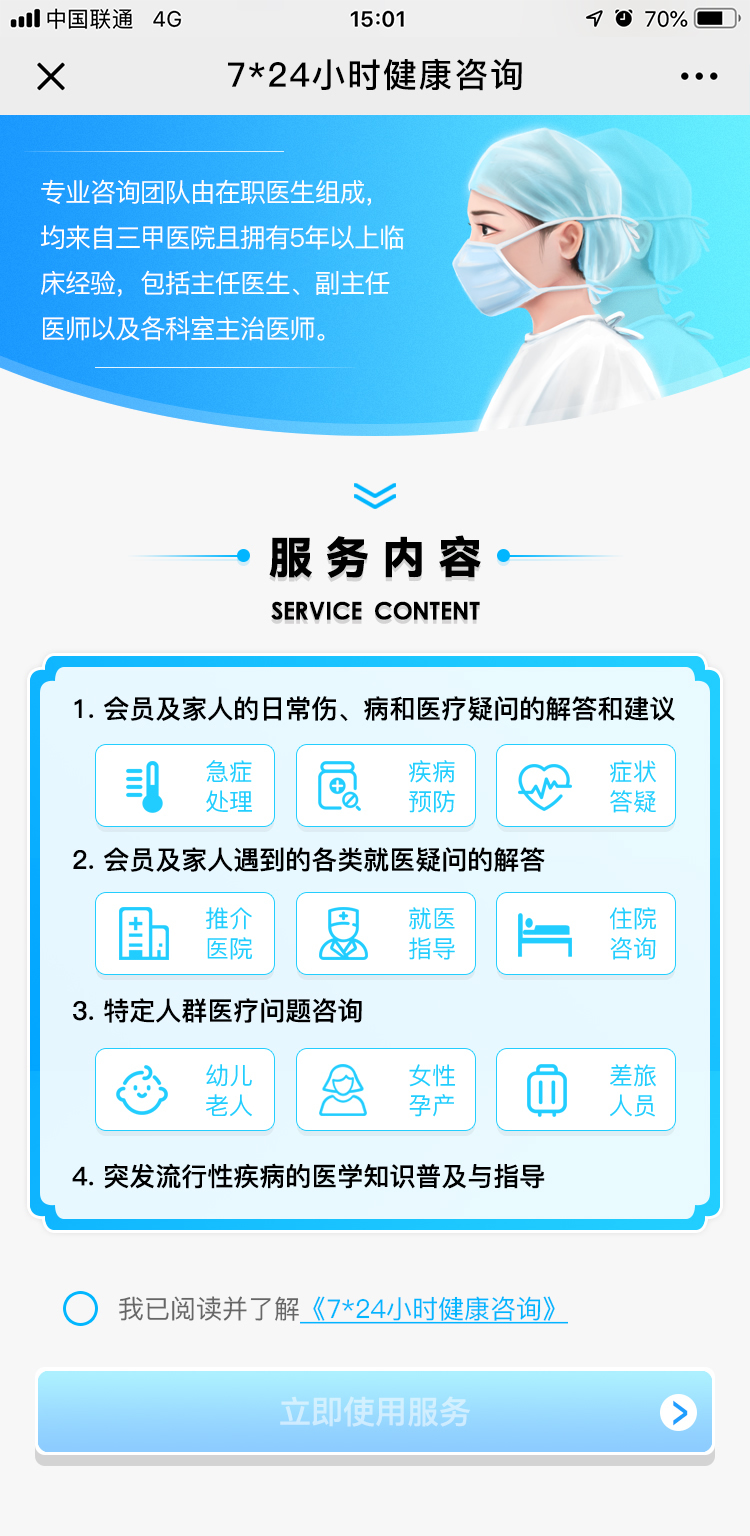 中国联通 4G 15:01 70%
7*24小时健康咨询
专业咨询团队由在职医生组成，
均来自三甲医院且拥有5年以上临
床经验，包括主任医生、副主任
医师以及各科室主治医师。
服务内容
SERVICE CONTENT
1. 会员及家人的日常伤、病和医疗疑问的解答和建议
急症
处理
疾病
预防
症状
答疑
2. 会员及家人遇到的各类就医疑问的解答
推介
医院
就医
指导
住院
咨询
3. 特定人群医疗问题咨询
幼儿
老人
女性
孕产
差旅
人员
4. 突发流行性疾病的医学知识普及与指导
我已阅读并了解《7*24小时健康咨询》
立即使用服务